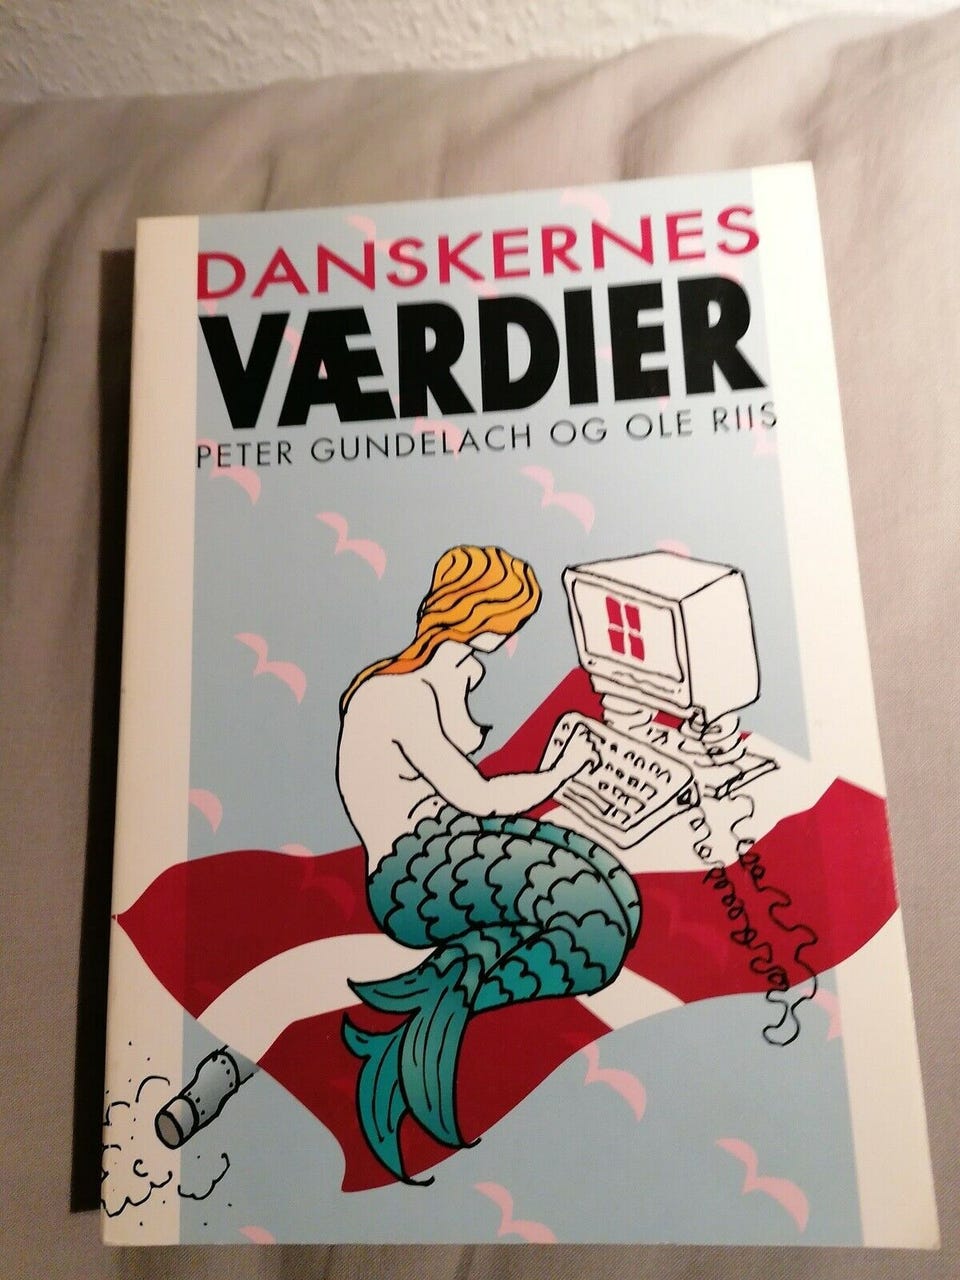 DANSKERNES
VÆRDIER
PETER GUNDELACH OG OLE RIIS